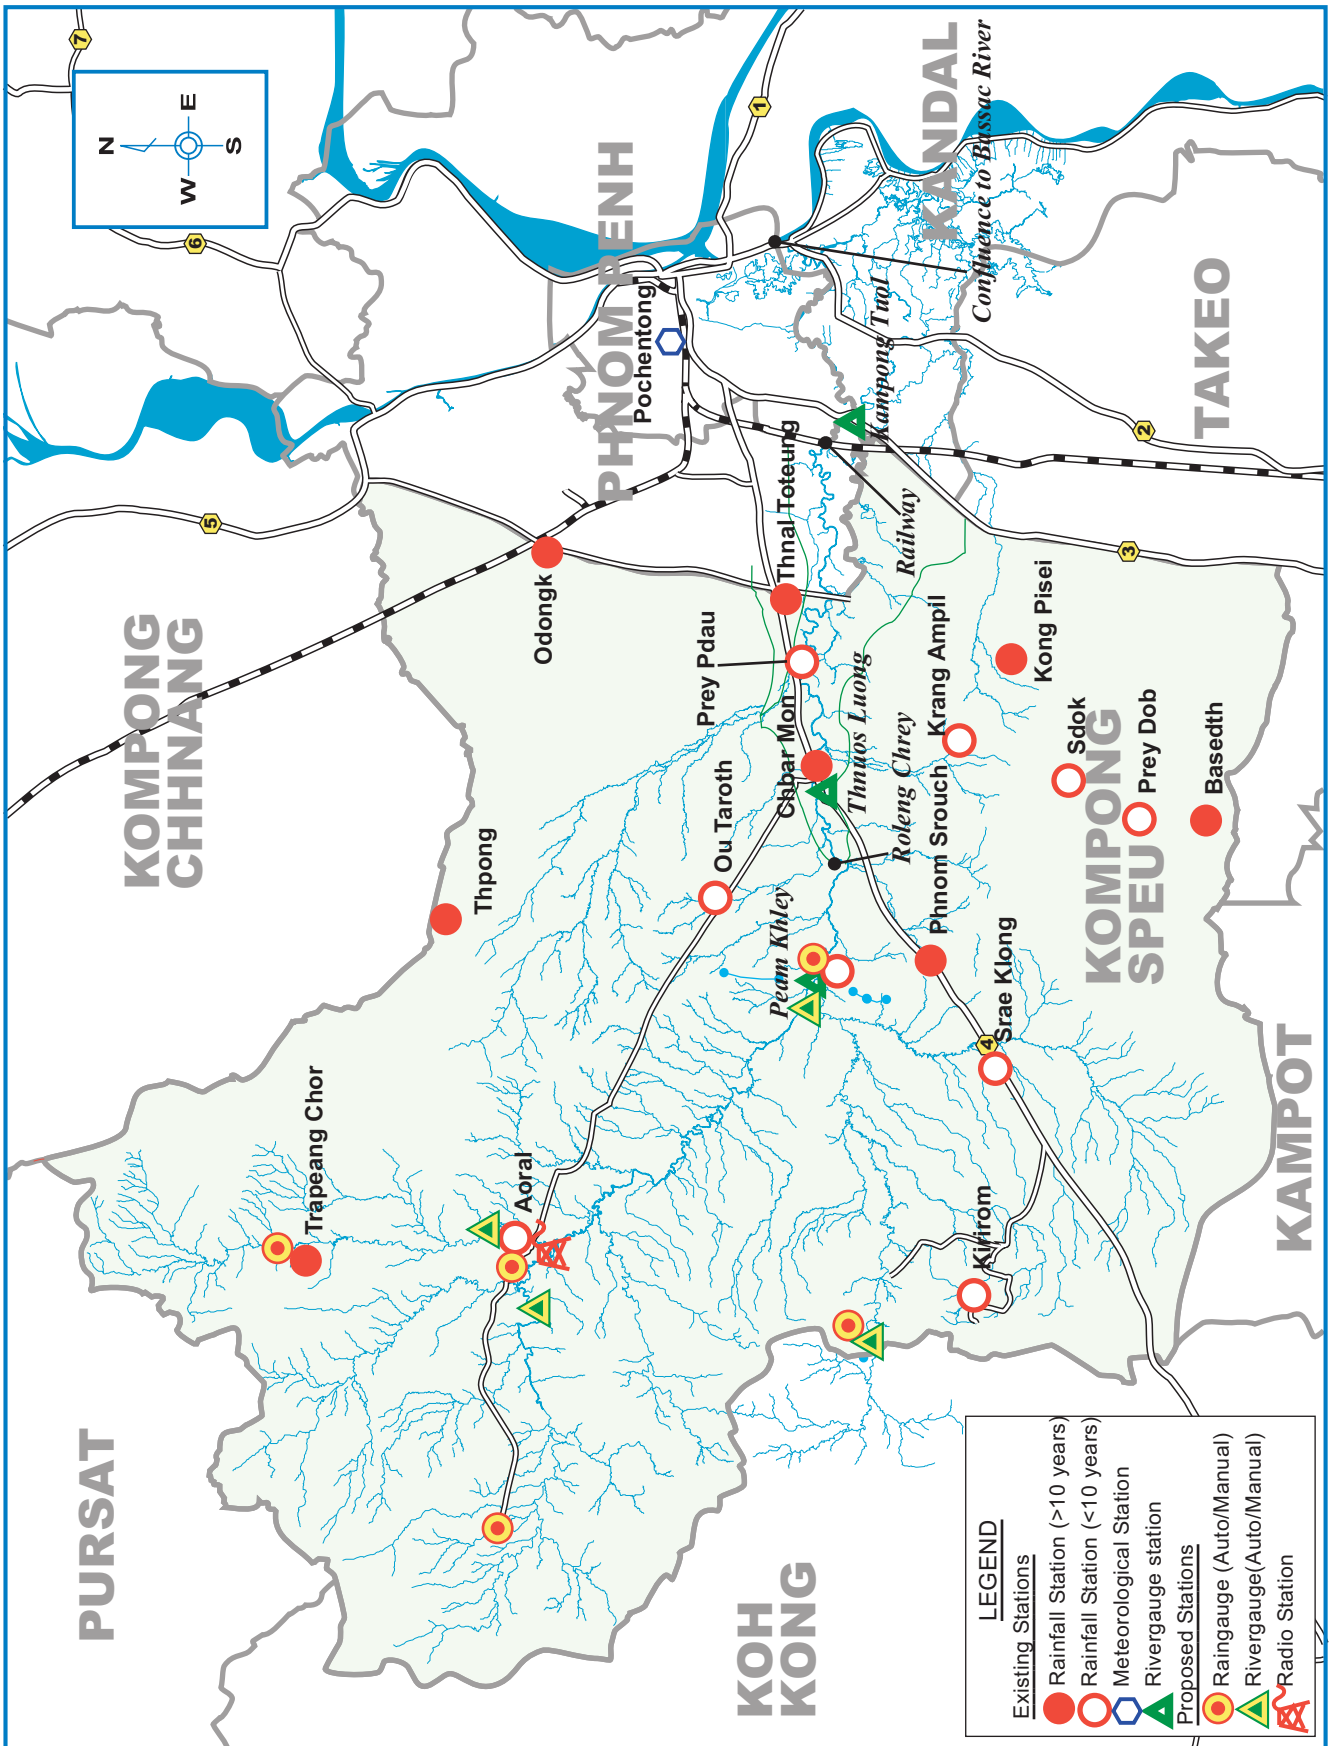 N
E
S
W
7
6
5
1
2
3
4
PURSAT
KOMPONG
CHHNANG
PHNOM PENH
KANDAL
TAKEO
KOMPONG
SPEU
KAMPOT
KOH
KONG
Trapeang Chor
Thpong
Odongk
Pochentong
Aoral
Ou Taroth
Prey Pdau
Thnal Toteung
Chbar Mon
Peam Khley
Thnuos Luong
Roleng Chrey
Railway
Kampong Tuol
Confluence to Bassac River
Phnom Srouch
Krang Ampil
Kong Pisei
Srae Klong
Kirirom
Sdok
Prey Dob
Basedth
LEGEND
Existing Stations
Rainfall Station (>10 years)
Rainfall Station (<10 years)
Meteorological Station
Rivergauge station
Proposed Stations
Raingauge (Auto/Manual)
Rivergauge(Auto/Manual)
Radio Station